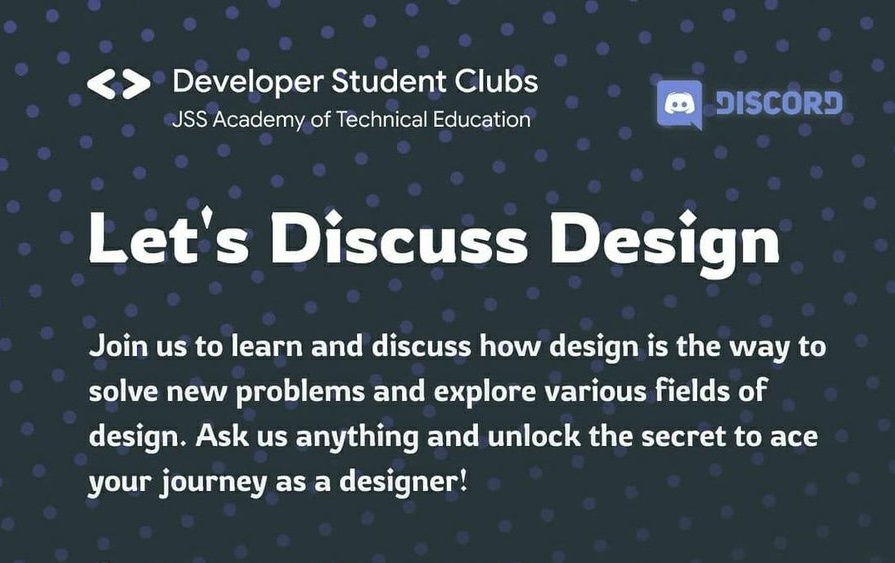 Developer Student Clubs
JSS Academy of Technical Education
DISCORD
Let's Discuss Design
Join us to learn and discuss how design is the way to
solve new problems and explore various fields of
design. Ask us anything and unlock the secret to ace
your journey as a designer!